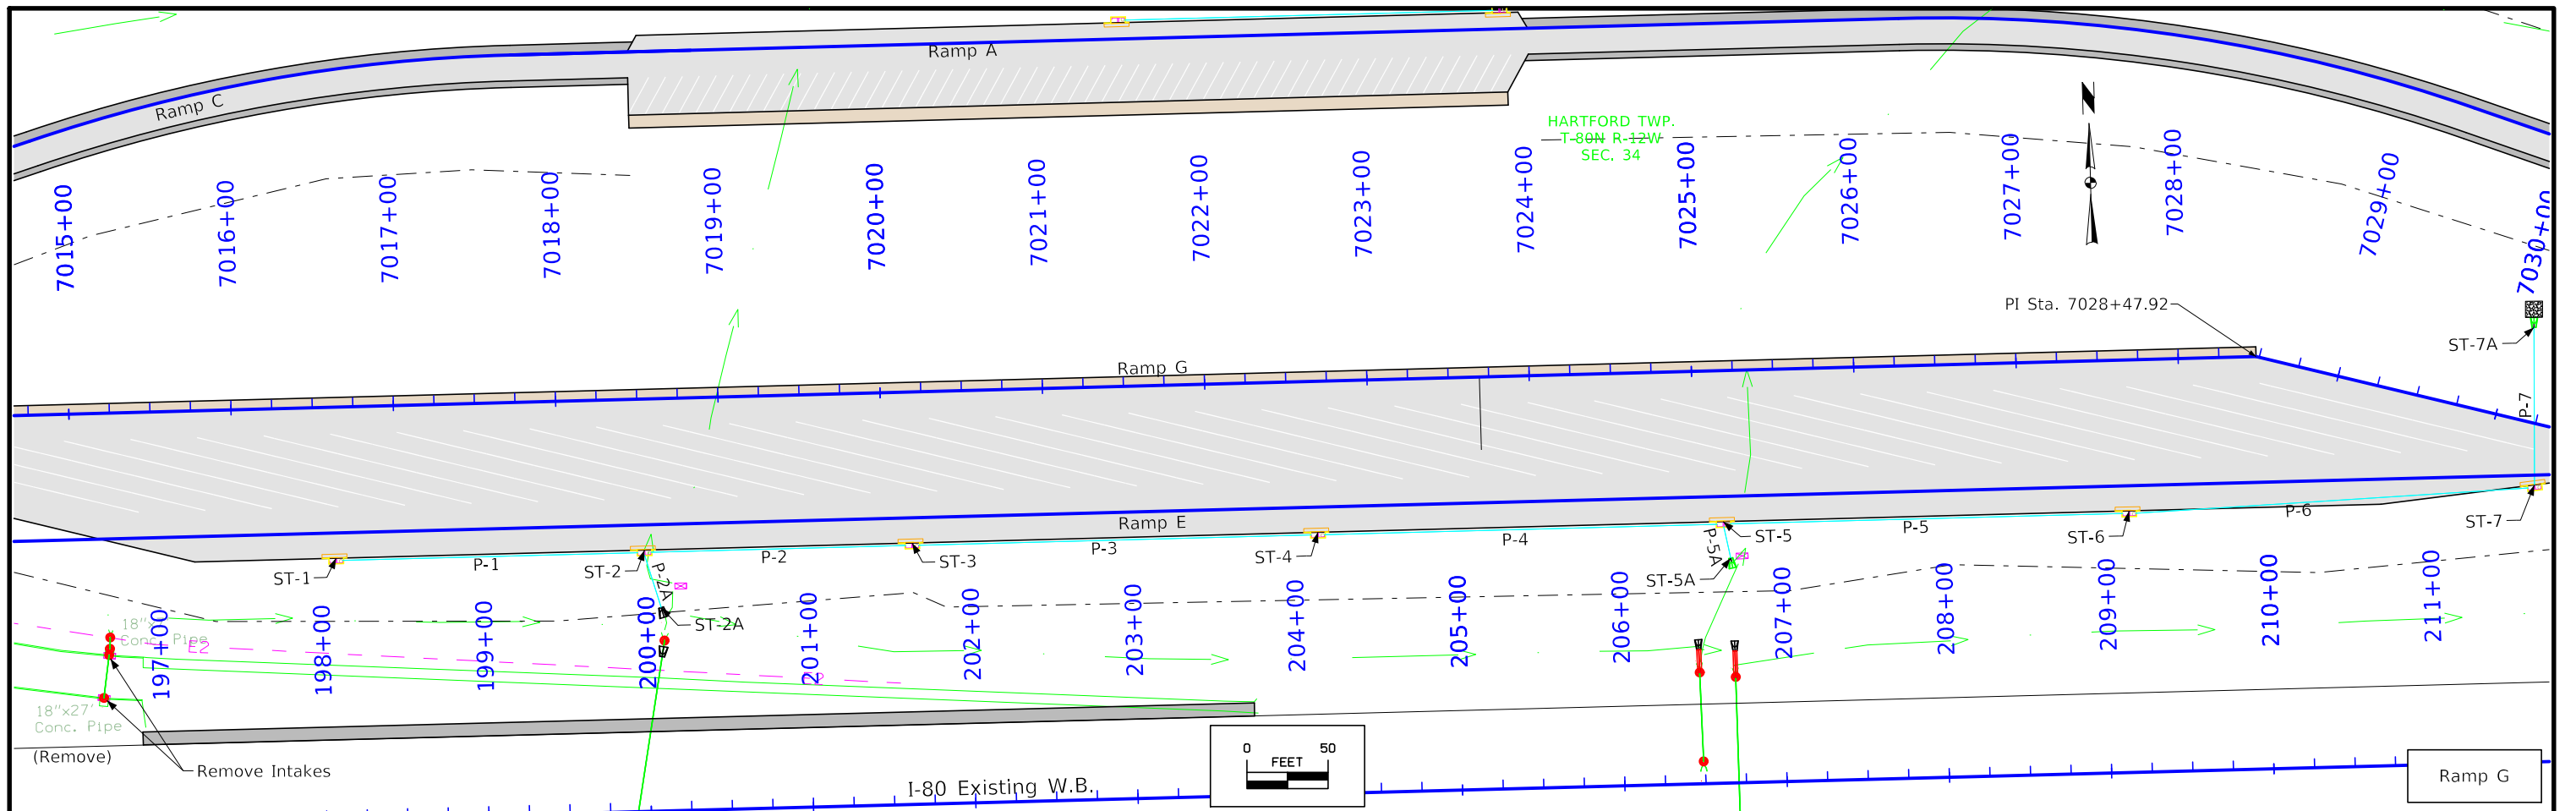 Ramp A
Ramp C
HARTFORD TWP.
T-80N R-12W
SEC. 34
N
7015+00
7016+00
7017+00
7018+00
7019+00
7020+00
7021+00
7022+00
7023+00
7024+00
7025+00
7026+00
7027+00
7028+00
7029+00
7030+00
PI Sta. 7028+47.92
ST-7A
P-7
Ramp G
Ramp E
ST-1
P-1
ST-2
P-2
ST-3
P-3
ST-4
P-4
ST-5
P-5
ST-6
P-6
ST-7
P-2A
ST-2A
P-5A
ST-5A
197+00
198+00
199+00
200+00
201+00
202+00
203+00
204+00
205+00
206+00
207+00
208+00
209+00
210+00
211+00
Conc. Pipe
E2
18"x27'
Conc. Pipe
(Remove)
Remove Intakes
0 50
FEET
I-80 Existing W.B.
Ramp G